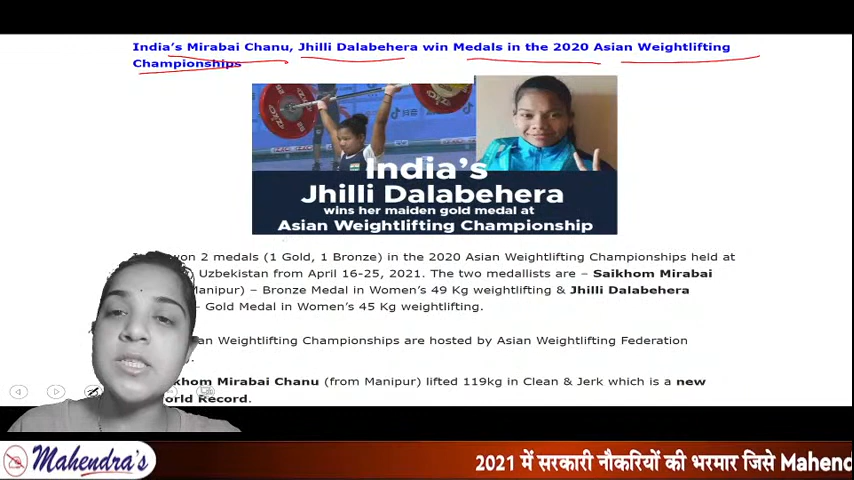 India's Mirabai Chanu, Jhilli Dalabehera win Medals in the 2020 Asian Weightlifting
Championships
India's
Jhilli Dalabehera
wins her maiden gold medal at
Asian Weightlifting Championship
won 2 medals (1 Gold, 1 Bronze) in the 2020 Asian Weightlifting Championships held at
Uzbekistan from April 16-25, 2021. The two medallists are – Saikhom Mirabai
Manipur) – Bronze Medal in Women's 49 Kg weightlifting & Jhilli Dalabehera
– Gold Medal in Women's 45 Kg weightlifting.
an Weightlifting Championships are hosted by Asian Weightlifting Federation
khom Mirabai Chanu (from Manipur) lifted 119kg in Clean & Jerk which is a new
orld Record.
Mahendra's
2021 में सरकारी नौकरियों की भरमार जिसे Mahend